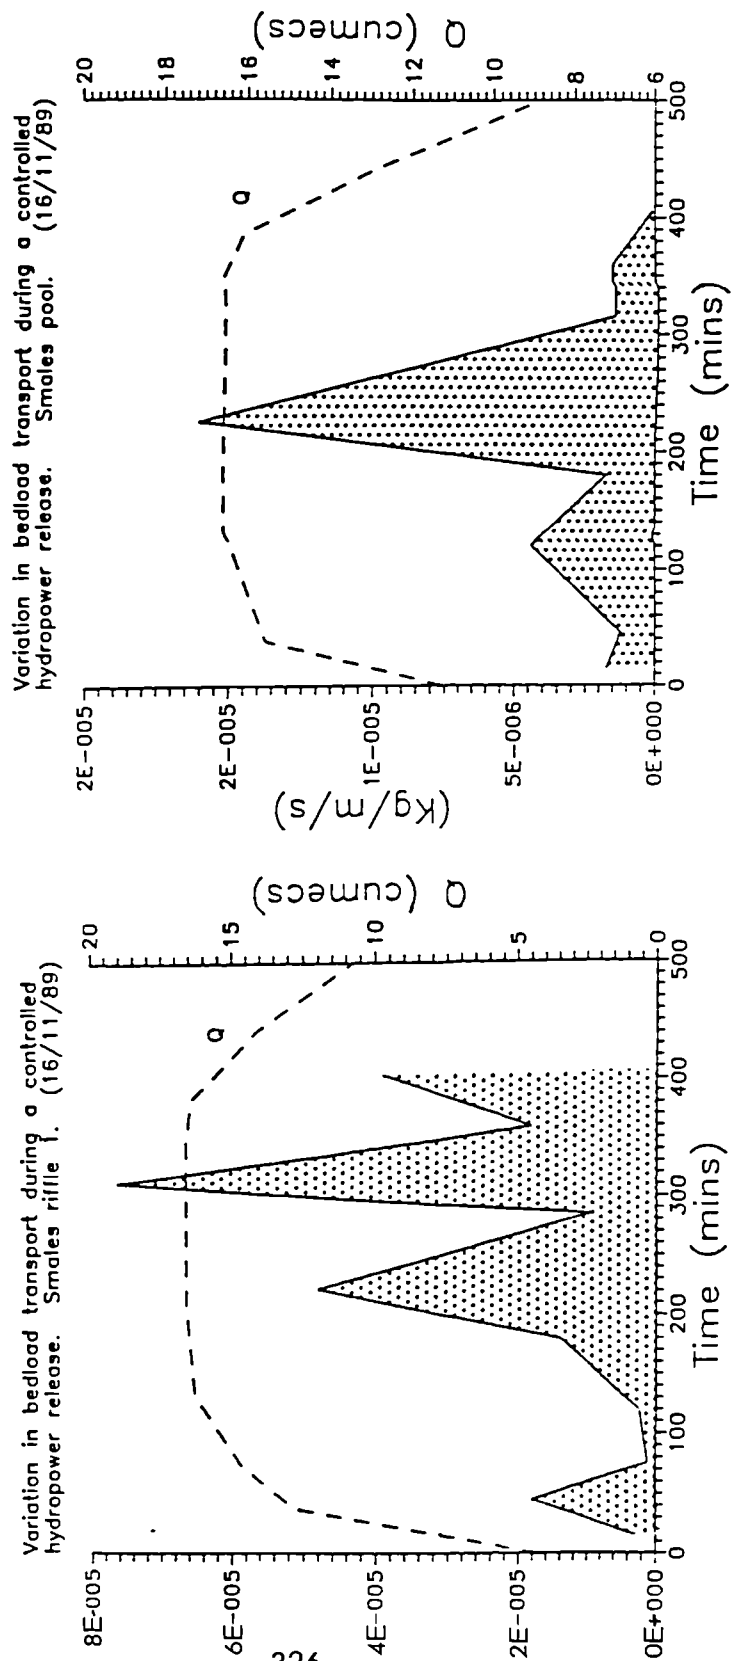 Variation in bedload transport during a controlled
hydropower release. Smales riffle 1. (16/11/89)
8E-005
6E-005
4E-005
2E-005
0E+000
Q
20
15
10
5
0
Q (cumecs)
0
100
200
300
400
500
Time (mins)
Variation in bedload transport during a controlled
hydropower release. Smales pool. (16/11/89)
(Kg/m/s)
2E-005
2E-005
1E-005
5E-006
0E+000
Q
20
18
16
14
12
10
9
8
7
6
Q (cumecs)
0
100
200
300
400
500
Time (mins)